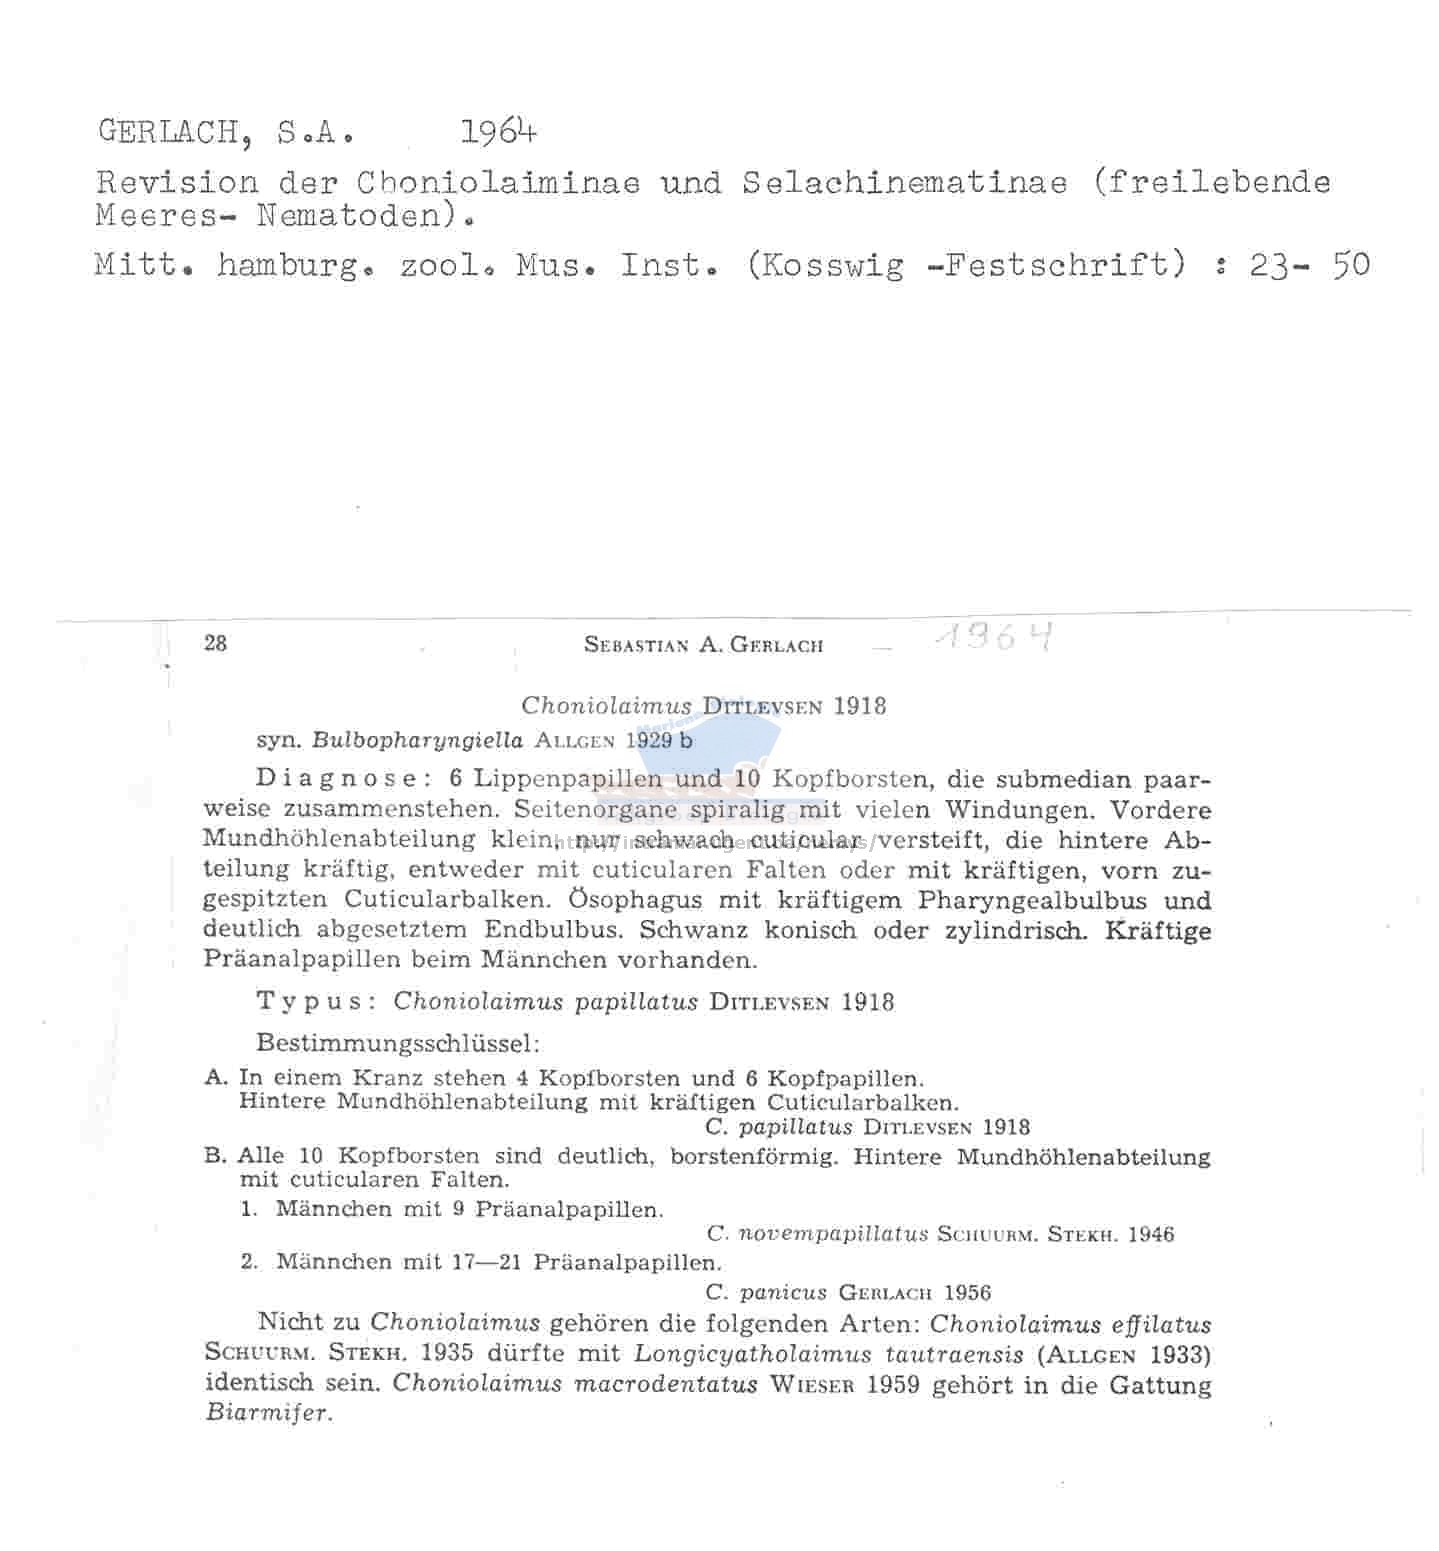 GERLACH, S.A. 1964
Revision der Choniolaiminae und Selachinematinae (freilebende
Meeres- Nematoden).
Mitt. hamburg. zool. Mus. Inst. (Kosswig -Festschrift) : 23- 50
28 SEBASTIAN A. GERLACH — 1964
Choniolaimus DITLEVSEN 1918
syn. Bulbopharyngiella ALLGEN 1929 b
Diagnose: 6 Lippenpapillen und 10 Kopfborsten, die submedian paar-
weise zusammenstehen. Seitenorgane spiralig mit vielen Windungen. Vordere
Mundhöhlenabteilung klein, nur schwach cuticular versteift, die hintere Ab-
teilung kräftig, entweder mit cuticularen Falten oder mit kräftigen, vorn zu-
gespitzten Cuticularbalken. Ösophagus mit kräftigem Pharyngealbulbus und
deutlich abgesetztem Endbulbus. Schwanz konisch oder zylindrisch. Kräftige
Präanalpapillen beim Männchen vorhanden.
Typus: Choniolaimus papillatus DITLEVSEN 1918
Bestimmungsschlüssel:
A. In einem Kranz stehen 4 Kopfborsten und 6 Kopfpapillen.
Hintere Mundhöhlenabteilung mit kräftigen Cuticularbalken.
C. papillatus DITLEVSEN 1918
B. Alle 10 Kopfborsten sind deutlich, borstenförmig. Hintere Mundhöhlenabteilung
mit cuticularen Falten.
1. Männchen mit 9 Präanalpapillen.
C. novempapillatus SCHUURM. STEKH. 1946
2. Männchen mit 17—21 Präanalpapillen.
C. panicus GERLACH 1956
Nicht zu Choniolaimus gehören die folgenden Arten: Choniolaimus effilatus
SCHUURM. STEKH. 1935 dürfte mit Longicyatholaimus tautraensis (ALLGEN 1933)
identisch sein. Choniolaimus macrodentatus WIESER 1959 gehört in die Gattung
Biarmifer.